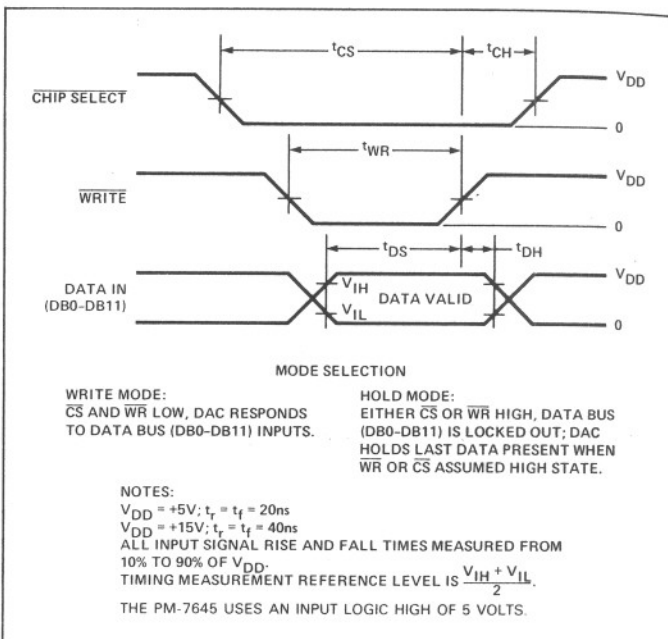 tCS
tCH
CHIP SELECT
VDD
0
tWR
WRITE
VDD
0
tDS
tDH
DATA IN
(DB0-DB11)
VIH
VIL
DATA VALID
VDD
0
MODE SELECTION
WRITE MODE:
CS AND WR LOW, DAC RESPONDS
TO DATA BUS (DB0-DB11) INPUTS.
HOLD MODE:
EITHER CS OR WR HIGH, DATA BUS
(DB0-DB11) IS LOCKED OUT; DAC
HOLDS LAST DATA PRESENT WHEN
WR OR CS ASSUMED HIGH STATE.
NOTES:
VDD = +5V; tr = tf = 20ns
VDD = +15V; tr = tf = 40ns
ALL INPUT SIGNAL RISE AND FALL TIMES MEASURED FROM
10% TO 90% OF VDD.
TIMING MEASUREMENT REFERENCE LEVEL IS (VIH + VIL)/2.
THE PM-7645 USES AN INPUT LOGIC HIGH OF 5 VOLTS.